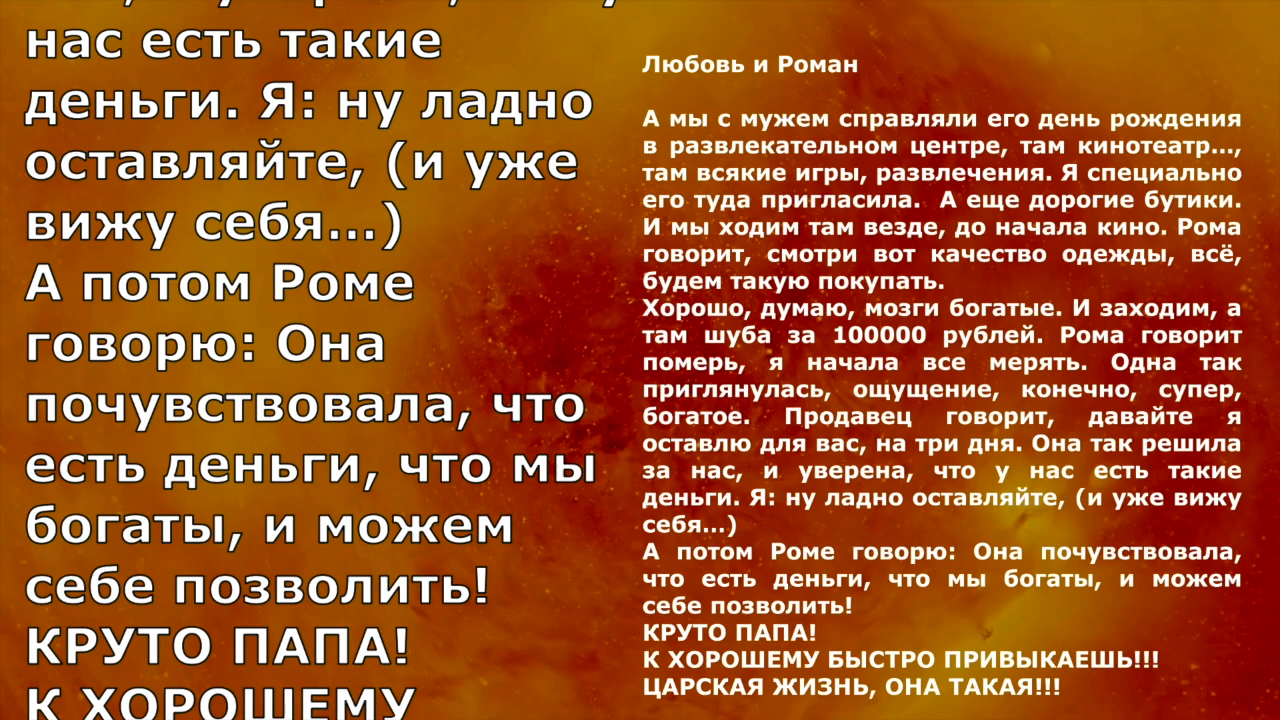 нас есть такие
деньги. Я: ну ладно
оставляйте, (и уже
вижу себя...)
А потом Роме
говорю: Она
почувствовала, что
есть деньги, что мы
богаты, и можем
себе позволить!
КРУТО ПАПА!
К ХОРОШЕМУ
Любовь и Роман
А мы с мужем справляли его день рождения
в развлекательном центре, там кинотеатр...,
там всякие игры, развлечения. Я специально
его туда пригласила. А еще дорогие бутики.
И мы ходим там везде, до начала кино. Рома
говорит, смотри вот качество одежды, всё,
будем такую покупать.
Хорошо, думаю, мозги богатые. И заходим, а
там шуба за 100000 рублей. Рома говорит
померь, я начала все мерять. Одна так
приглянулась, ощущение, конечно, супер,
богатое. Продавец говорит, давайте я
оставлю для вас, на три дня. Она так решила
за нас, и уверена, что у нас есть такие
деньги. Я: ну ладно оставляйте, (и уже вижу
себя...)
А потом Роме говорю: Она почувствовала,
что есть деньги, что мы богаты, и можем
себе позволить!
КРУТО ПАПА!
К ХОРОШЕМУ БЫСТРО ПРИВЫКАЕШЬ!!!
ЦАРСКАЯ ЖИЗНЬ, ОНА ТАКАЯ!!!